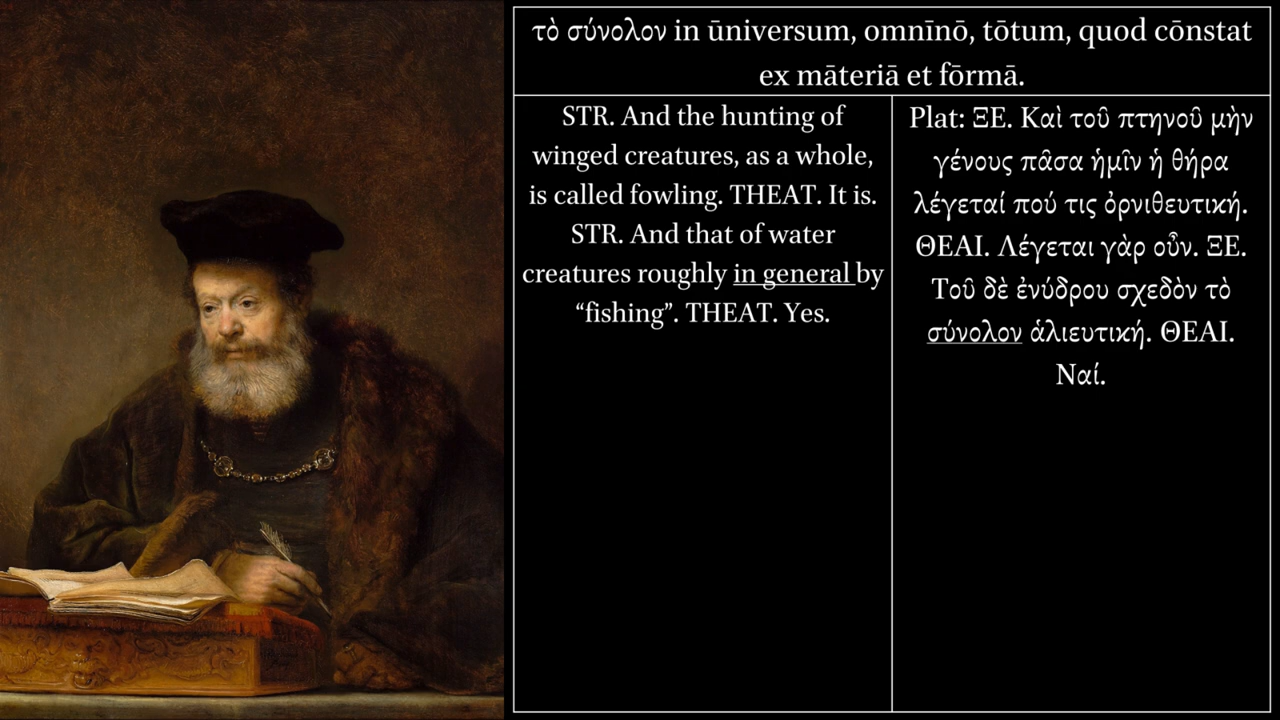 τὸ σύνολον in ūniversum, omnīnō, tōtum, quod cōnstat
ex māteriā et fōrmā.
STR. And the hunting of
winged creatures, as a whole,
is called fowling. THEAT. It is.
STR. And that of water
creatures roughly in general by
“fishing”. THEAT. Yes.
Plat: ΞΕ. Καὶ τοῦ πτηνοῦ μὴν
γένους πᾶσα ἡμῖν ἡ θήρα
λέγεταί πού τις ὀρνιθευτική.
ΘΕΑΙ. Λέγεται γὰρ οὖν. ΞΕ.
Τοῦ δὲ ἐνύδρου σχεδὸν τὸ
σύνολον ἁλιευτική. ΘΕΑΙ.
Ναί.